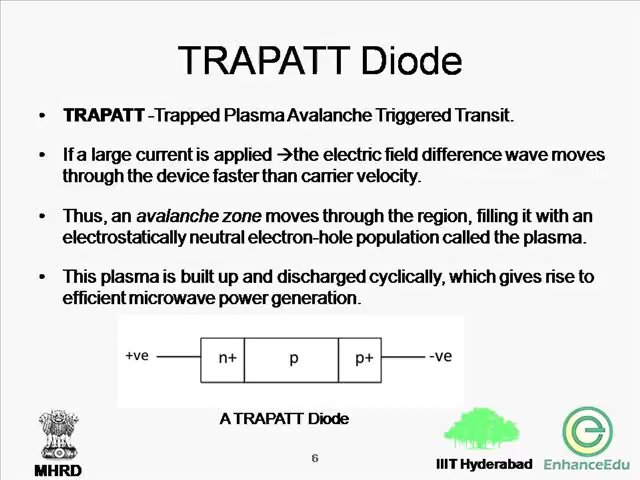 TRAPATT Diode
• TRAPATT -Trapped Plasma Avalanche Triggered Transit.
• If a large current is applied →the electric field difference wave moves
through the device faster than carrier velocity.
• Thus, an avalanche zone moves through the region, filling it with an
electrostatically neutral electron-hole population called the plasma.
• This plasma is built up and discharged cyclically, which gives rise to
efficient microwave power generation.
+ve n+ p p+ -ve
A TRAPATT Diode
6
MHRD
IIIT Hyderabad
EnhanceEdu